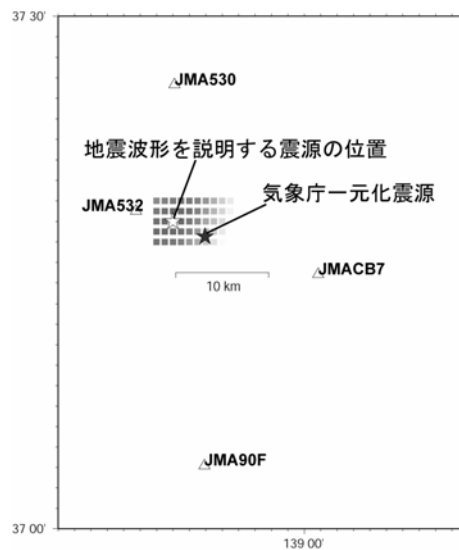 37 30'
JMA530
地震波形を説明する震源の位置
JMA532
気象庁一元化震源
JMACB7
10 km
JMA90F
37 00'
139 00'